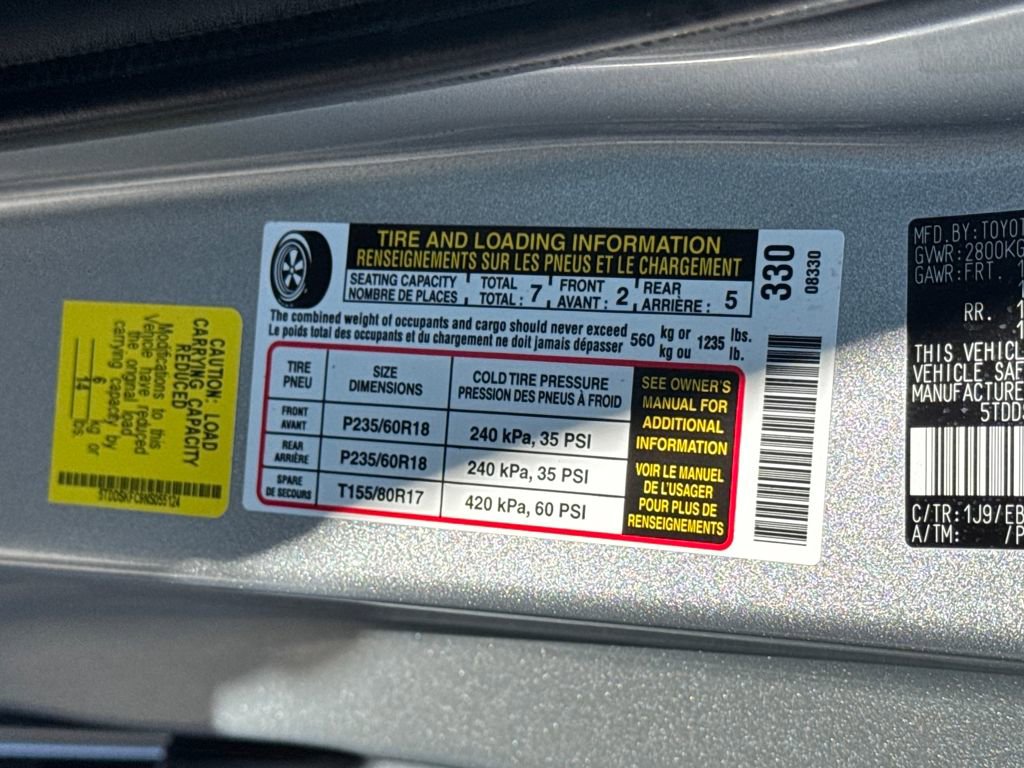 CAUTION: LOAD
CARRYING CAPACITY
REDUCED
Modifications to this
Vehicle have reduced
the original load
carrying capacity by
6 kg or
14 lbs.
TIRE AND LOADING INFORMATION
RENSEIGNEMENTS SUR LES PNEUS ET LE CHARGEMENT
SEATING CAPACITY
NOMBRE DE PLACES
TOTAL
TOTAL : 7
FRONT
AVANT : 2
REAR
ARRIÈRE : 5
The combined weight of occupants and cargo should never exceed 560 kg or 1235 lbs.
Le poids total des occupants et du chargement ne doit jamais dépasser kg ou lb.
TIRE
PNEU
SIZE
DIMENSIONS
COLD TIRE PRESSURE
PRESSION DES PNEUS À FROID
FRONT
AVANT
P235/60R18
240 kPa, 35 PSI
REAR
ARRIÈRE
P235/60R18
240 kPa, 35 PSI
SPARE
DE SECOURS
T155/80R17
420 kPa, 60 PSI
SEE OWNER'S
MANUAL FOR
ADDITIONAL
INFORMATION
VOIR LE MANUEL
DE L'USAGER
POUR PLUS DE
RENSEIGNEMENTS
330
08330
MFD. BY: TOYOT
GVWR: 2800KG
GAWR: FRT. 1
RR. 1
1
THIS VEHICL
VEHICLE SAF
MANUFACTURE
5TDD
C/TR: 1J9/EB
A/TM: /P